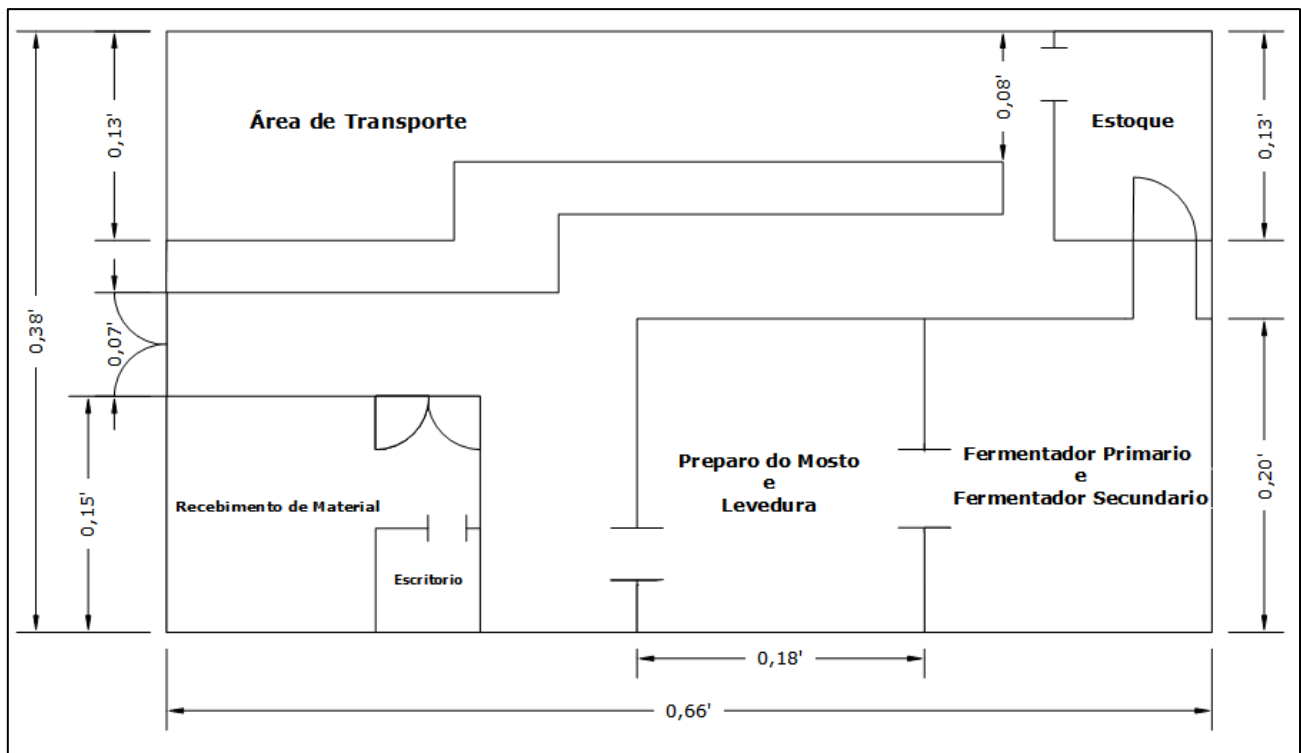 Área de Transporte
0,08'
Estoque
0,13'
0,13'
0,38'
0,07'
0,15'
Recebimento de Material
Escritorio
Preparo do Mosto
e
Levedura
Fermentador Primario
e
Fermentador Secundario
0,20'
0,18'
0,66'